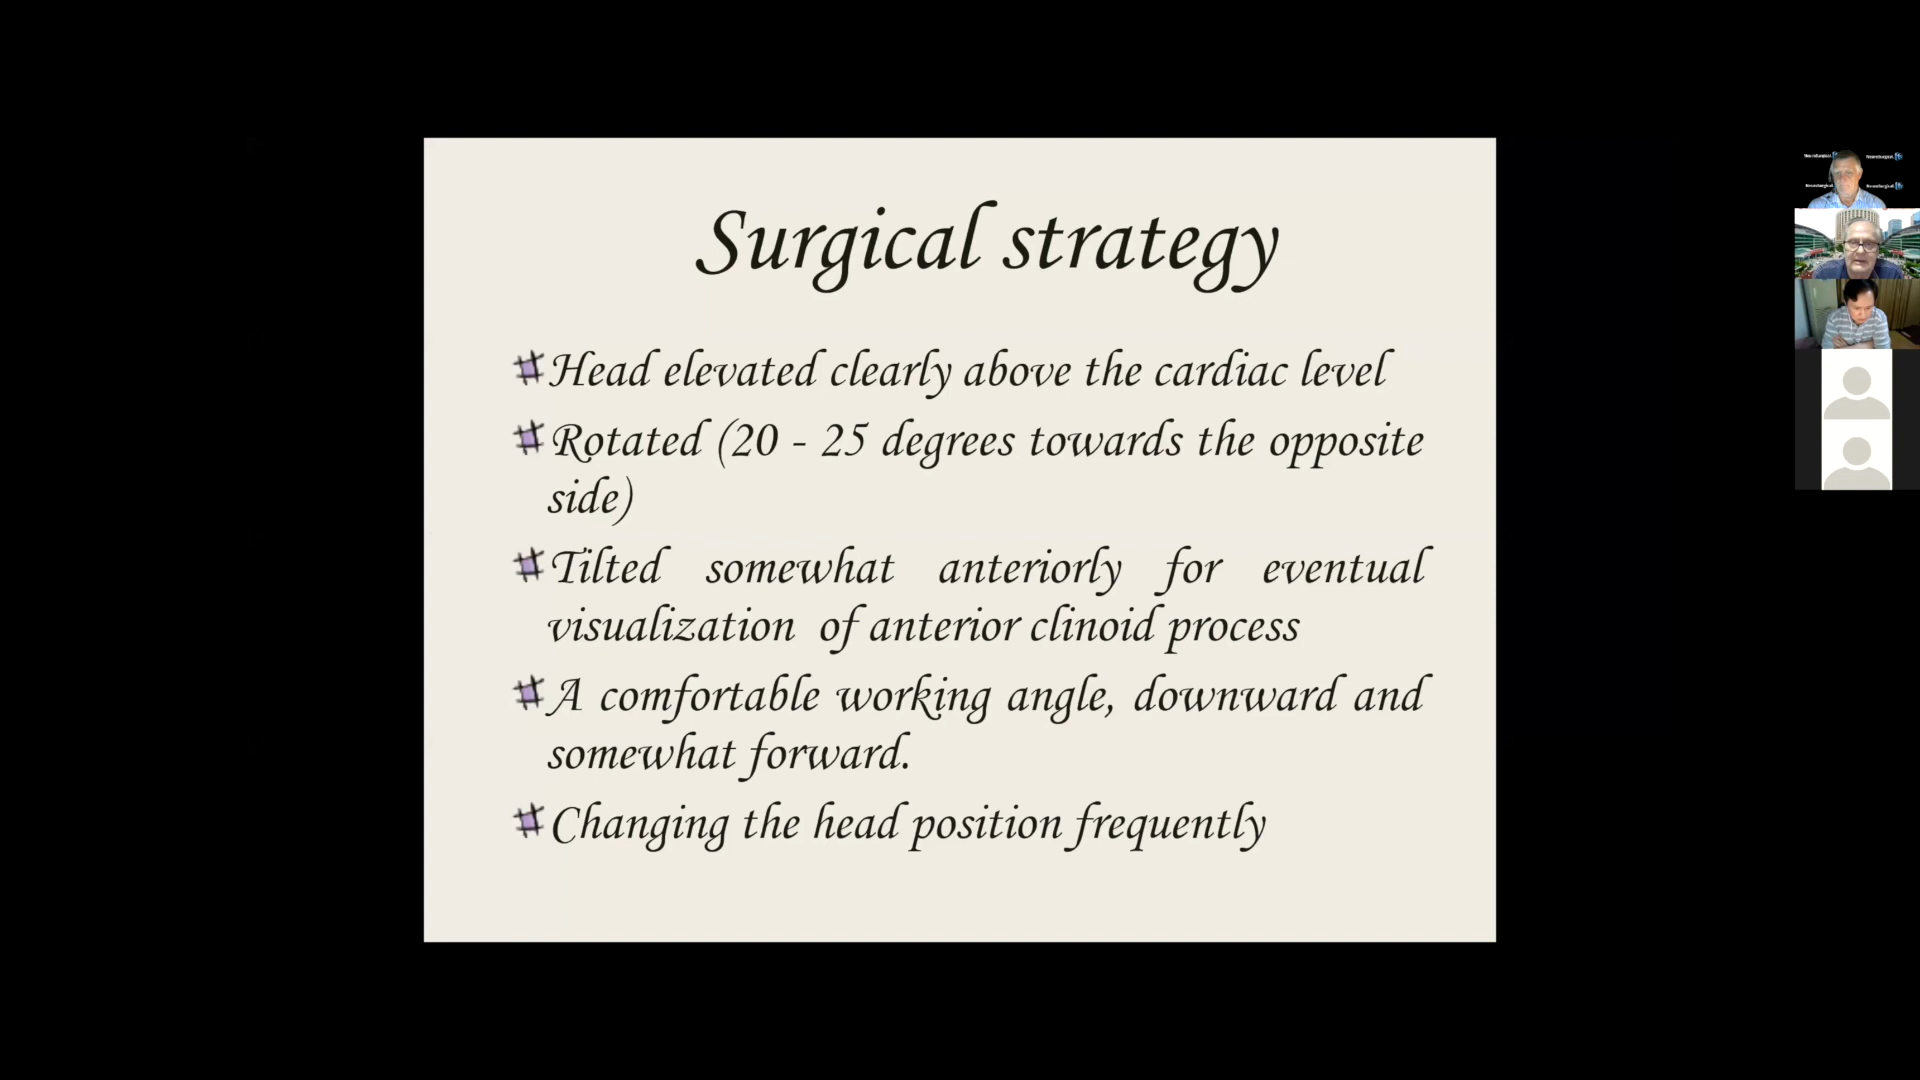 Surgical strategy
Head elevated clearly above the cardiac level
Rotated (20 - 25 degrees towards the opposite
side)
Tilted somewhat anteriorly for eventual
visualization of anterior clinoid process
A comfortable working angle, downward and
somewhat forward.
Changing the head position frequently